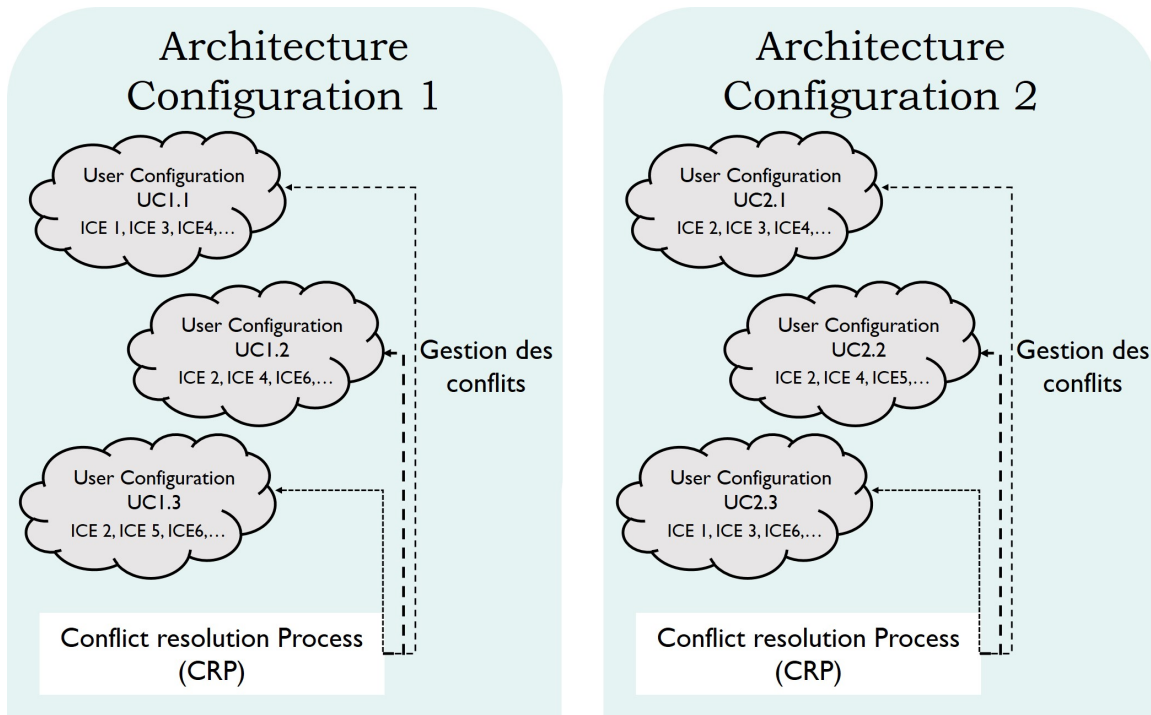 Architecture
Configuration 1
User Configuration
UC1.1
ICE 1, ICE 3, ICE4,…
User Configuration
UC1.2
ICE 2, ICE 4, ICE6,…
Gestion des
conflits
User Configuration
UC1.3
ICE 2, ICE 5, ICE6,…
Conflict resolution Process
(CRP)
Architecture
Configuration 2
User Configuration
UC2.1
ICE 2, ICE 3, ICE4,…
User Configuration
UC2.2
ICE 2, ICE 4, ICE5,…
Gestion des
conflits
User Configuration
UC2.3
ICE 1, ICE 3, ICE6,…
Conflict resolution Process
(CRP)